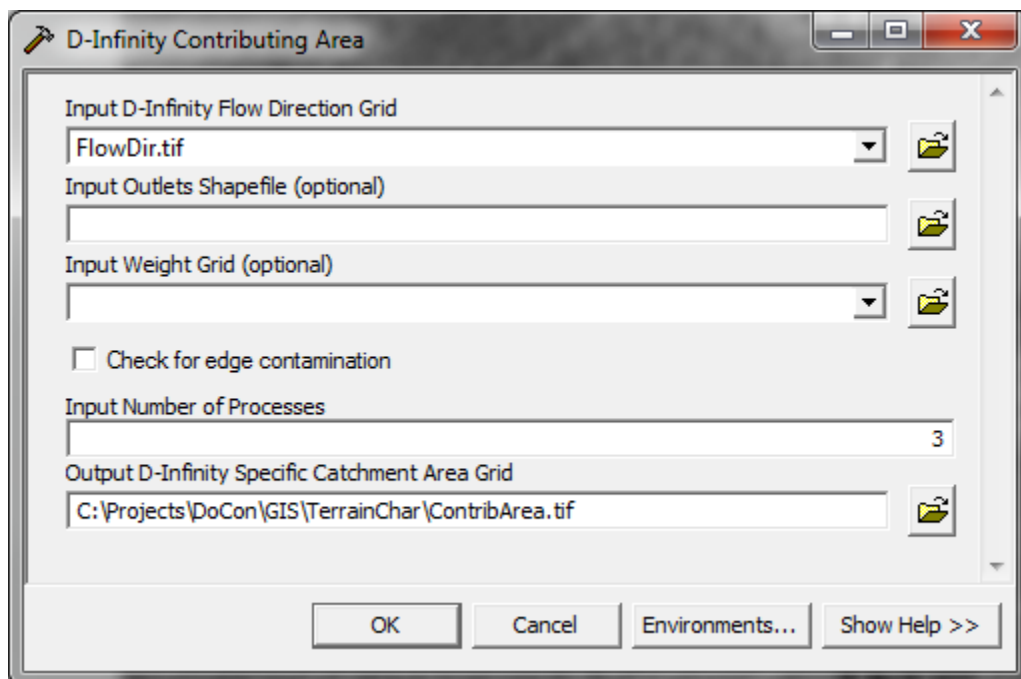 D-Infinity Contributing Area
Input D-Infinity Flow Direction Grid
FlowDir.tif
Input Outlets Shapefile (optional)
Input Weight Grid (optional)
Check for edge contamination
Input Number of Processes
3
Output D-Infinity Specific Catchment Area Grid
C:\Projects\DoCon\GIS\TerrainChar\ContribArea.tif
OK Cancel Environments... Show Help >>